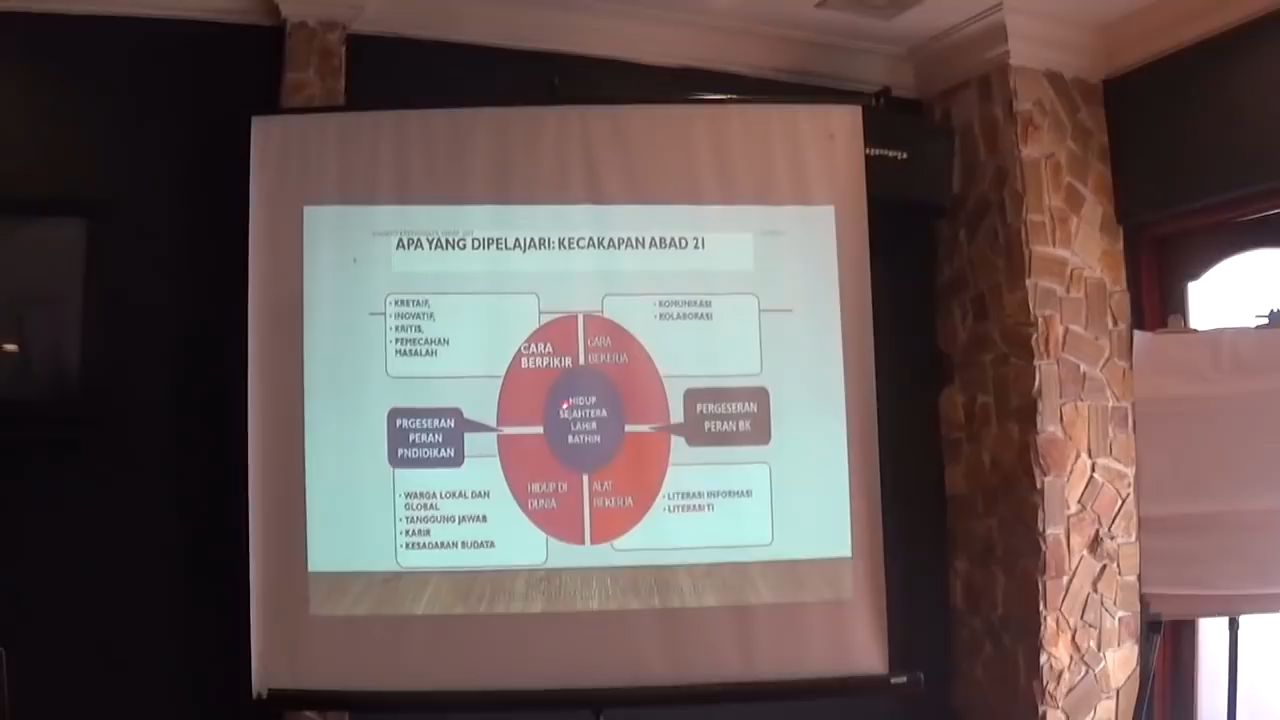 APA YANG DIPELAJARI: KECAKAPAN ABAD 21
• KRETAIF,
• INOVATIF,
• KRITIS,
• PEMECAHAN
MASALAH
• KOMUNIKASI
• KOLABORASI
CARA
BERPIKIR
CARA
BEKERJA
HIDUP
SEJAHTERA
LAHIR
BATHIN
PRGESERAN
PERAN
PNDIDIKAN
PERGESERAN
PERAN BK
HIDUP DI
DUNIA
ALAT
BEKERJA
• WARGA LOKAL DAN
GLOBAL
• TANGGUNG JAWAB
• KARIR
• KESADARAN BUDATA
• LITERASI INFORMASI
• LITERASI TI